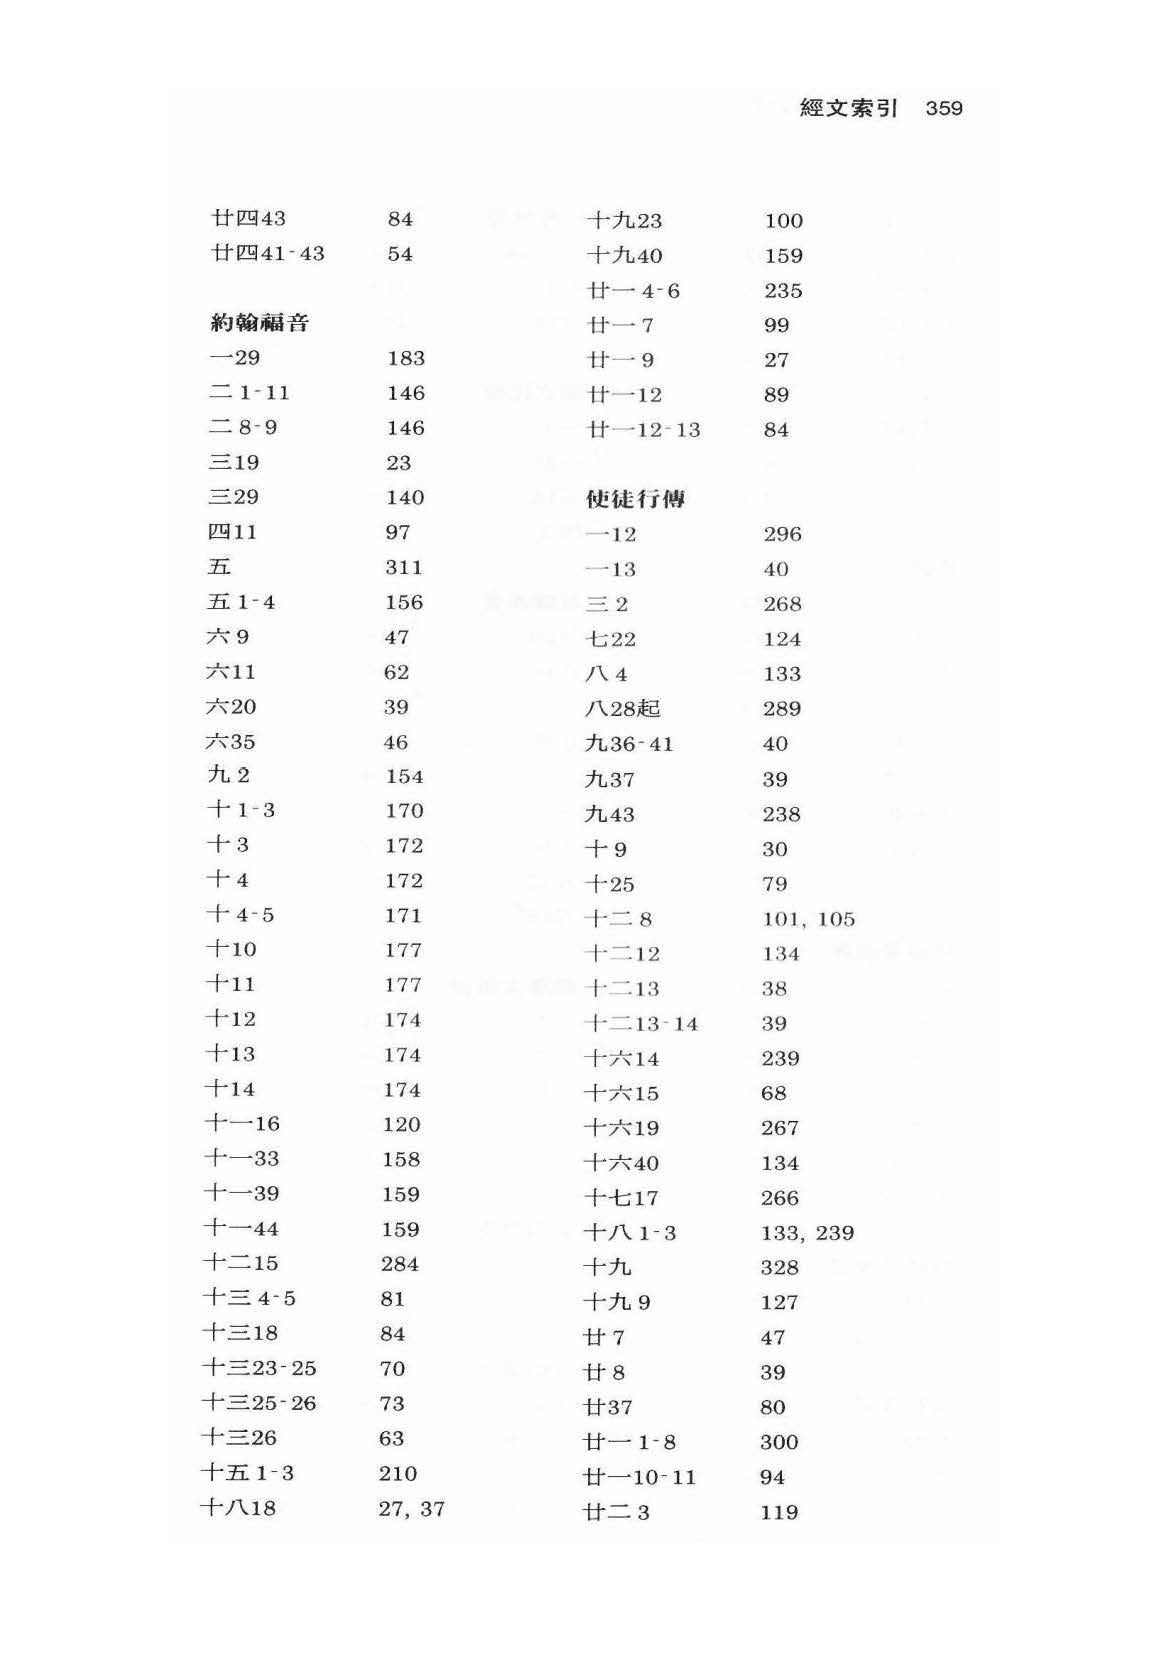 經文索引 359
廿四43 84
廿四41-43 54
約翰福音
一29 183
二 1-11 146
二 8-9 146
三19 23
三29 140
四11 97
五 311
五 1-4 156
六 9 47
六11 62
六20 39
六35 46
九 2 154
十 1-3 170
十 3 172
十 4 172
十 4-5 171
十10 177
十11 177
十12 174
十13 174
十14 174
十一16 120
十一33 158
十一39 159
十一44 159
十二15 284
十三 4-5 81
十三18 84
十三23-25 70
十三25-26 73
十三26 63
十五 1-3 210
十八18 27, 37
十九23 100
十九40 159
廿一 4-6 235
廿一 7 99
廿一 9 27
廿一12 89
廿一12-13 84
使徒行傳
一12 296
一13 40
三 2 268
七22 124
八 4 133
八28起 289
九36-41 40
九37 39
九43 238
十 9 30
十25 79
十二 8 101, 105
十二12 134
十二13 38
十二13-14 39
十六14 239
十六15 68
十六19 267
十六40 134
十七17 266
十八 1-3 133, 239
十九 328
十九 9 127
廿 7 47
廿 8 39
廿37 80
廿一 1-8 300
廿一10-11 94
廿二 3 119